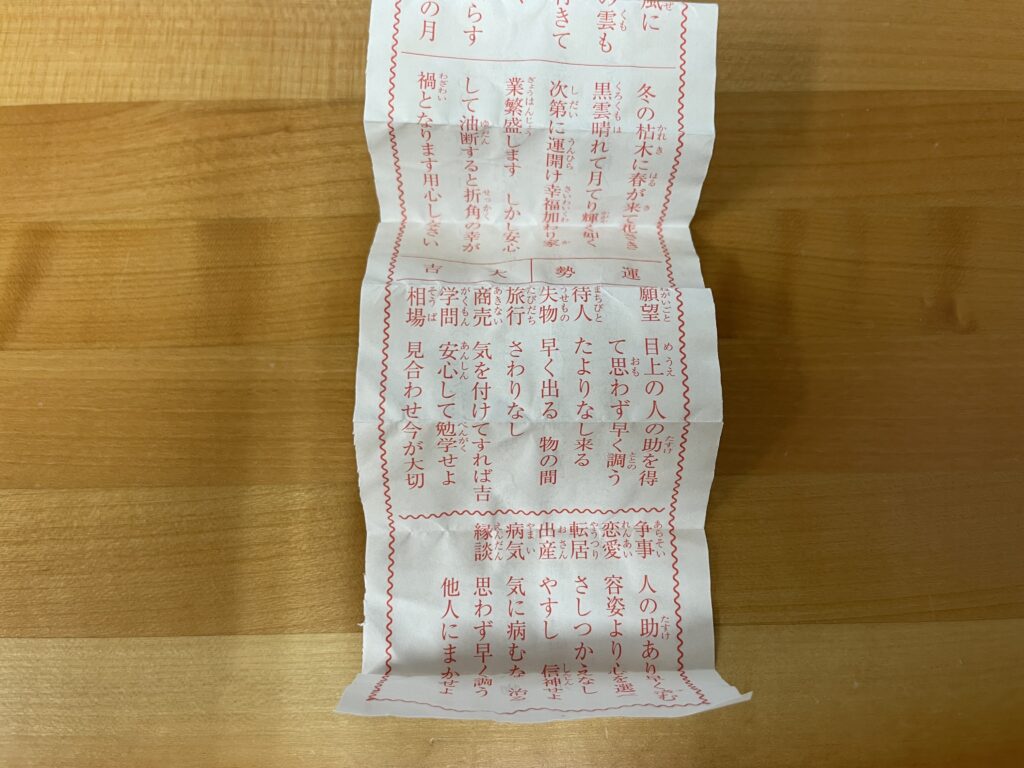 風に
の雲も
きて
らす
の月
冬の枯木に春が来て花さき
黒雲晴れて月てり輝く如く
次第に運開け幸福加わり家
業繁盛します しかし安心
して油断すると折角の幸が
禍となります用心しなさい
運勢 大吉
願望 目上の人の助を得
て思わず早く調う
待人 たよりなし来る
失物 早く出る 物の間
旅行 さわりなし
商売 気を付けてすれば吉
学問 安心して勉学せよ
相場 見合わせ今が大切
争事 人の助あり早く
恋愛 容姿より心を選
転居 さしつかえなし
出産 やすし 信神せよ
病気 気に病むな 治る
縁談 思わず早く調う
他人にまかせよ